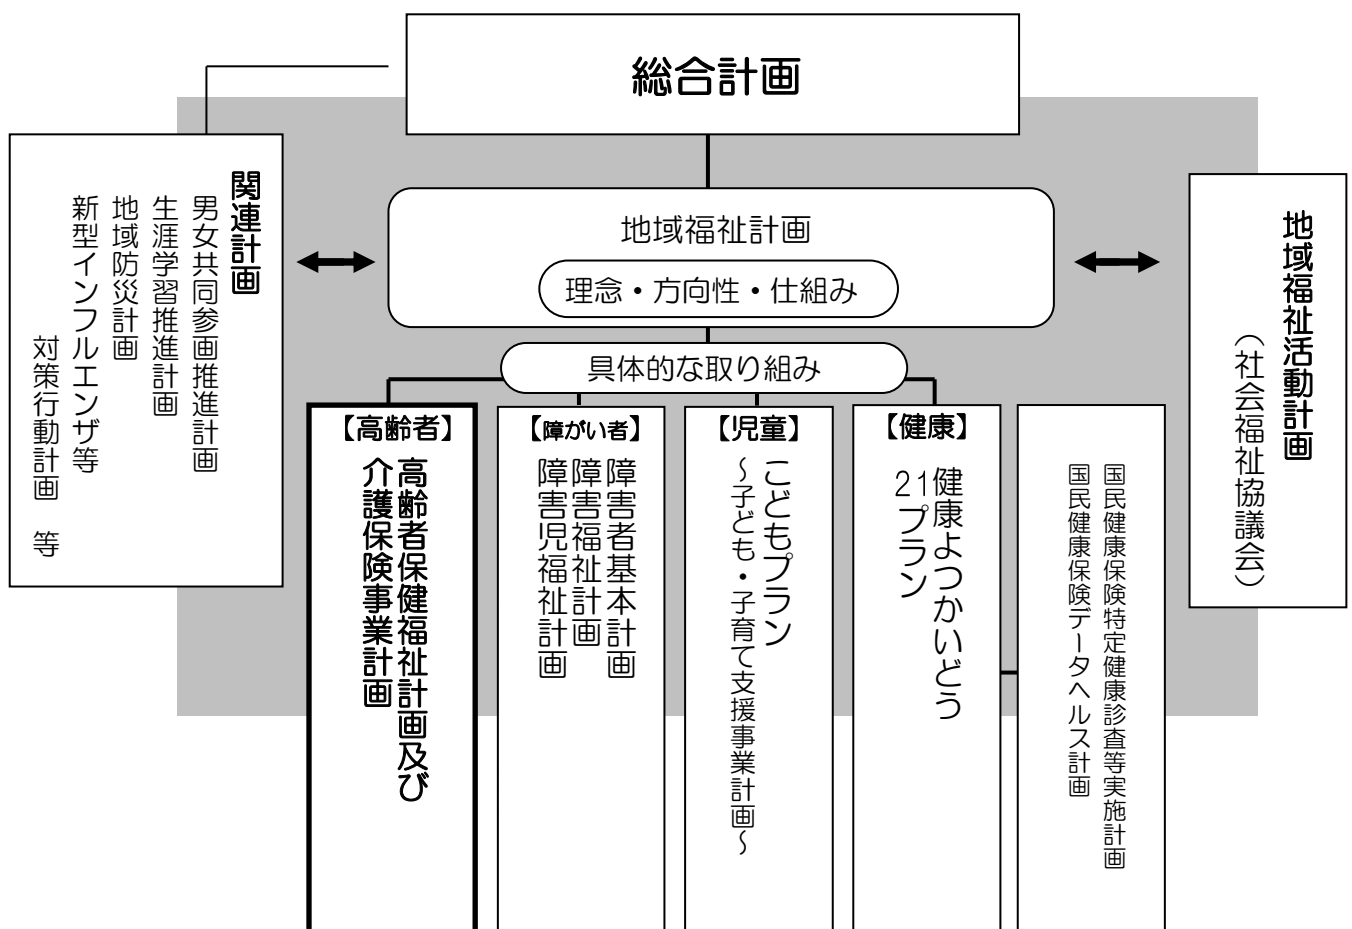 総合計画
関連計画
男女共同参画推進計画
生涯学習推進計画
地域防災計画
新型インフルエンザ等
対策行動計画 等
地域福祉計画
理念・方向性・仕組み
地域福祉活動計画
(社会福祉協議会)
具体的な取り組み
【高齢者】
高齢者保健福祉計画及び
介護保険事業計画
【障がい者】
障害者基本計画
障害福祉計画
障害児福祉計画
【児童】
こどもプラン
～子ども・子育て支援事業計画～
【健康】
健康よつかいどう
21プラン
国民健康保険特定健康診査等実施計画
国民健康保険データヘルス計画